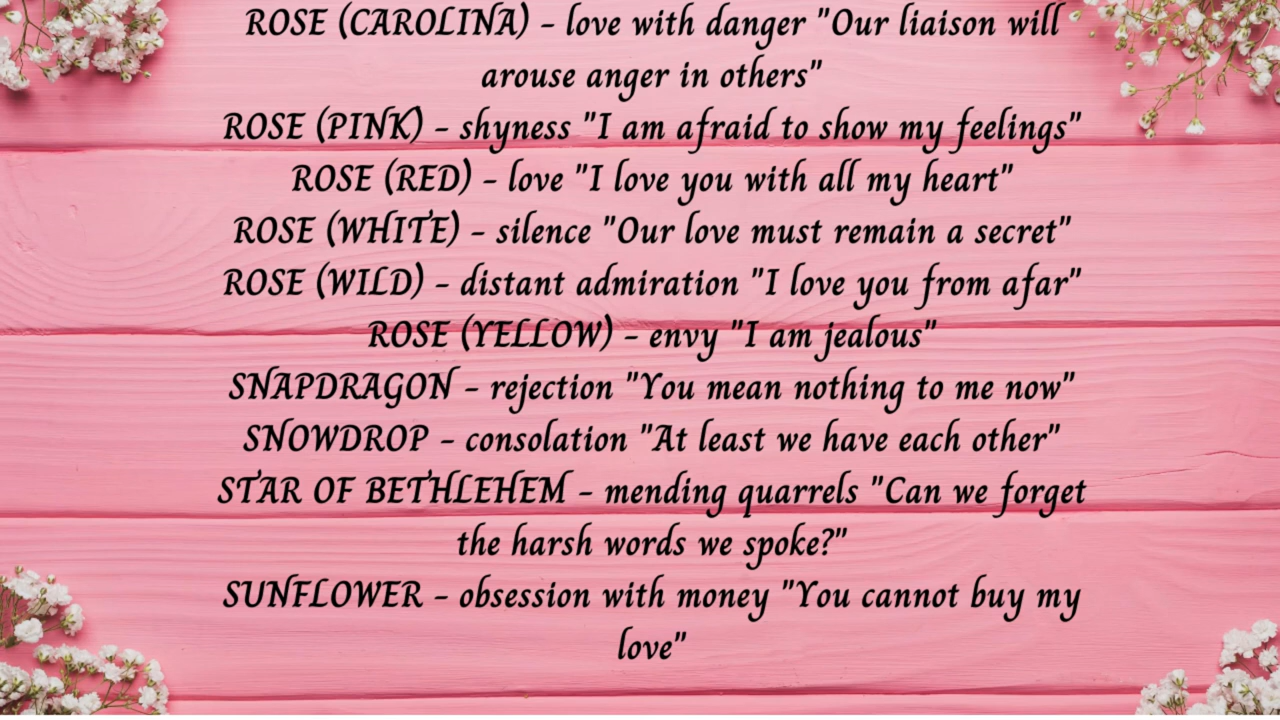 ROSE (CAROLINA) - love with danger "Our liaison will
arouse anger in others"
ROSE (PINK) - shyness "I am afraid to show my feelings"
ROSE (RED) - love "I love you with all my heart"
ROSE (WHITE) - silence "Our love must remain a secret"
ROSE (WILD) - distant admiration "I love you from afar"
ROSE (YELLOW) - envy "I am jealous"
SNAPDRAGON - rejection "You mean nothing to me now"
SNOWDROP - consolation "At least we have each other"
STAR OF BETHLEHEM - mending quarrels "Can we forget
the harsh words we spoke?"
SUNFLOWER - obsession with money "You cannot buy my
love"